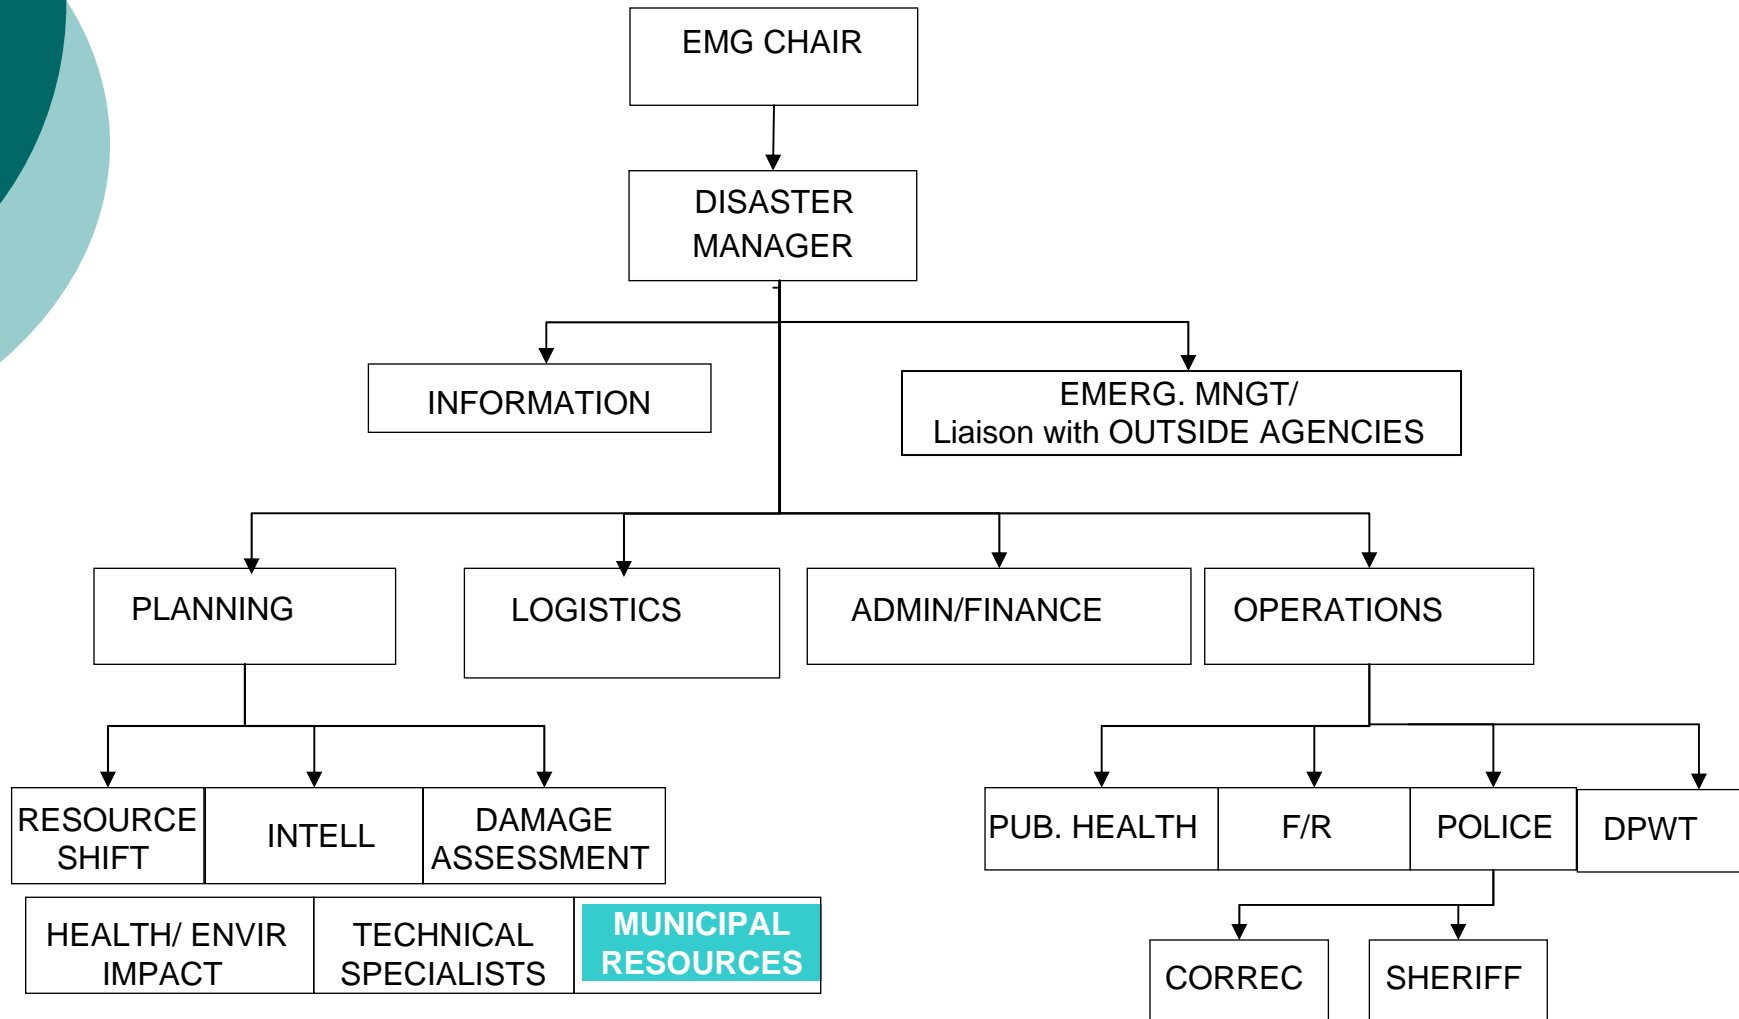 EMG CHAIR
DISASTER
MANAGER
INFORMATION
EMERG. MNGT/
Liaison with OUTSIDE AGENCIES
PLANNING
LOGISTICS
ADMIN/FINANCE
OPERATIONS
RESOURCE
SHIFT
INTELL
DAMAGE
ASSESSMENT
PUB. HEALTH
F/R
POLICE
DPWT
HEALTH/ ENVIR
IMPACT
TECHNICAL
SPECIALISTS
MUNICIPAL
RESOURCES
CORREC
SHERIFF